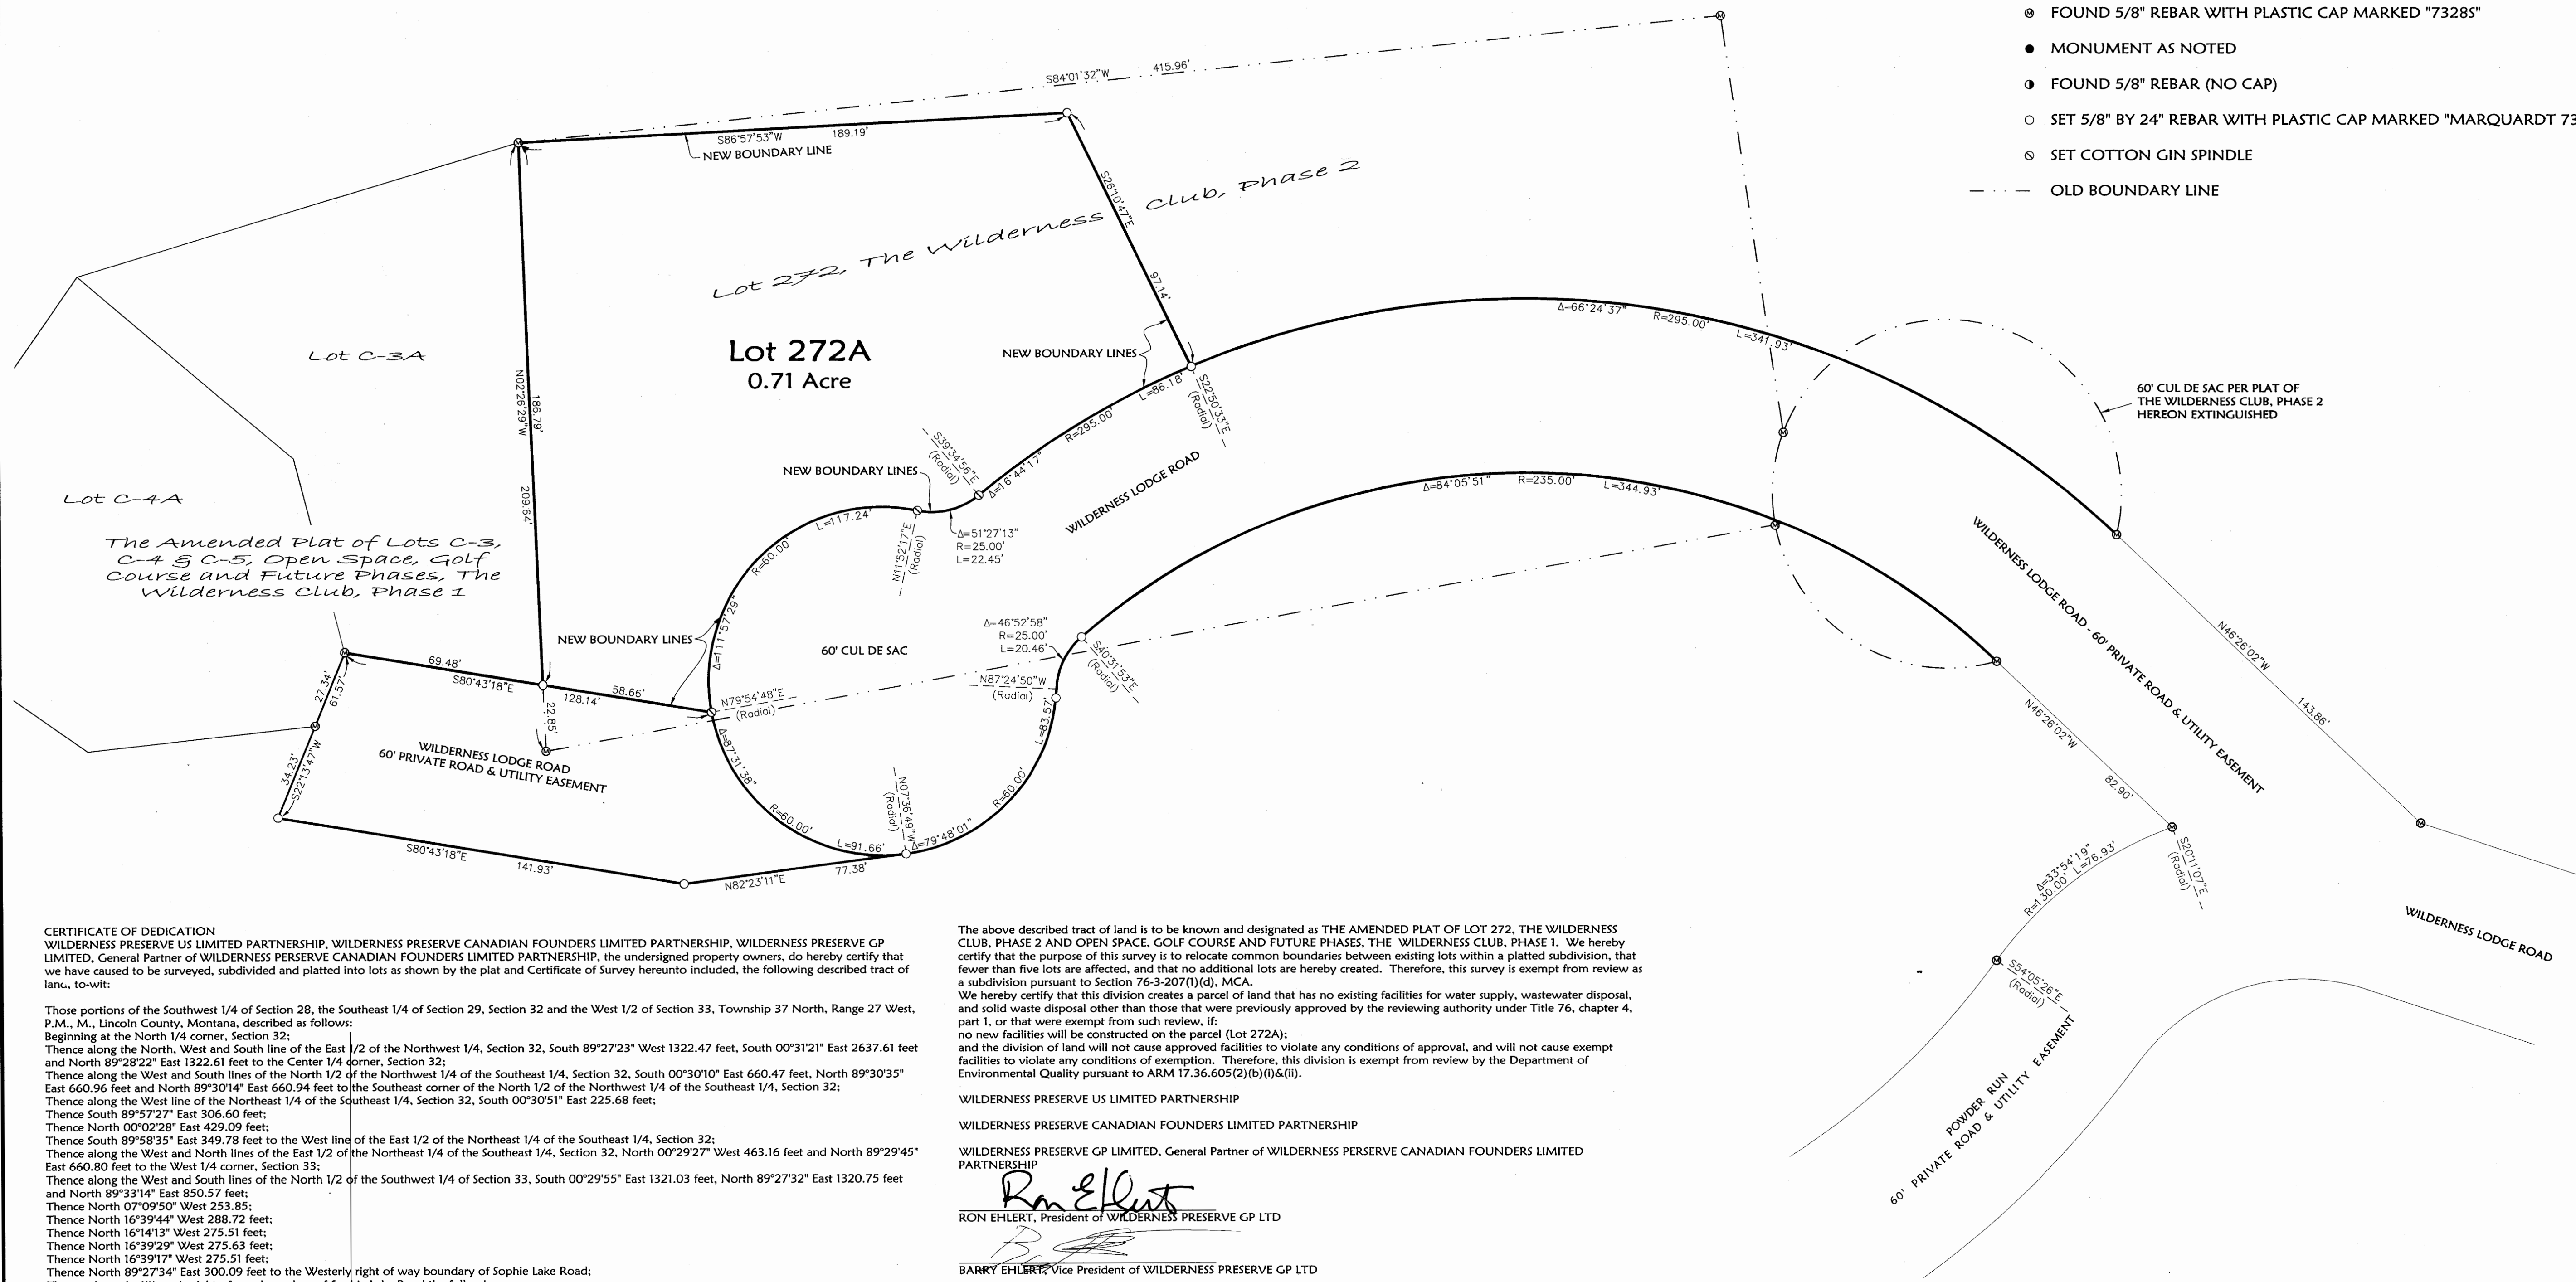 FOUND 5/8" REBAR WITH PLASTIC CAP MARKED "7328S"
MONUMENT AS NOTED
FOUND 5/8" REBAR (NO CAP)
SET 5/8" BY 24" REBAR WITH PLASTIC CAP MARKED "MARQUARDT 73
SET COTTON GIN SPINDLE
OLD BOUNDARY LINE
S84°01'32"W 415.96'
S86°57'53"W 189.19'
NEW BOUNDARY LINE
S26°10'47"E
97.14'
Lot 272, The Wilderness Club, Phase 2
Lot 272A
0.71 Acre
NEW BOUNDARY LINES
Lot C-3A
N02°26'29"W
186.79'
209.64'
Lot C-4A
The Amended Plat of Lots C-3,
C-4 & C-5, Open Space, Golf
Course and Future Phases, The
Wilderness Club, Phase 1
Δ=66°24'37" R=295.00' L=341.93'
60' CUL DE SAC PER PLAT OF
THE WILDERNESS CLUB, PHASE 2
HEREON EXTINGUISHED
Δ=16°44'17" R=295.00' L=86.18'
S22°50'33"E
(Radial)
S39°34'56"E
(Radial)
NEW BOUNDARY LINES
WILDERNESS LODGE ROAD
Δ=84°05'51" R=235.00' L=344.93'
Δ=111°57'29" R=60.00' L=117.24'
N11°52'17"E
(Radial)
Δ=51°27'13"
R=25.00'
L=22.45'
NEW BOUNDARY LINES
60' CUL DE SAC
Δ=46°52'58"
R=25.00'
L=20.46'
S40°31'53"E
(Radial)
N87°24'50"W
(Radial)
69.48'
S80°43'18"E
128.14'
58.66'
N79°54'48"E
(Radial)
22.85'
27.34'
61.57'
34.23'
S22°13'47"W
WILDERNESS LODGE ROAD
60' PRIVATE ROAD & UTILITY EASEMENT
Δ=87°31'38" R=60.00' L=91.66'
N07°36'49"W
(Radial)
Δ=79°48'01" R=60.00' L=83.57'
S80°43'18"E
141.93'
N82°23'11"E
77.38'
WILDERNESS LODGE ROAD - 60' PRIVATE ROAD & UTILITY EASEMENT
N46°26'02"W
143.86'
N46°26'02"W
82.90'
Δ=33°54'19"
R=130.00' L=76.93'
S20°11'07"E
(Radial)
S54°05'26"E
(Radial)
WILDERNESS LODGE ROAD
POWDER RUN
60' PRIVATE ROAD & UTILITY EASEMENT
CERTIFICATE OF DEDICATION
WILDERNESS PRESERVE US LIMITED PARTNERSHIP, WILDERNESS PRESERVE CANADIAN FOUNDERS LIMITED PARTNERSHIP, WILDERNESS PRESERVE GP
LIMITED, General Partner of WILDERNESS PERSERVE CANADIAN FOUNDERS LIMITED PARTNERSHIP, the undersigned property owners, do hereby certify that
we have caused to be surveyed, subdivided and platted into lots as shown by the plat and Certificate of Survey hereunto included, the following described tract of
land, to-wit:
Those portions of the Southwest 1/4 of Section 28, the Southeast 1/4 of Section 29, Section 32 and the West 1/2 of Section 33, Township 37 North, Range 27 West,
P.M., M., Lincoln County, Montana, described as follows:
Beginning at the North 1/4 corner, Section 32;
Thence along the North, West and South line of the East 1/2 of the Northwest 1/4, Section 32, South 89°27'23" West 1322.47 feet, South 00°31'21" East 2637.61 feet
and North 89°28'22" East 1322.61 feet to the Center 1/4 corner, Section 32;
Thence along the West and South lines of the North 1/2 of the Northwest 1/4 of the Southeast 1/4, Section 32, South 00°30'10" East 660.47 feet, North 89°30'35"
East 660.96 feet and North 89°30'14" East 660.94 feet to the Southeast corner of the North 1/2 of the Northwest 1/4 of the Southeast 1/4, Section 32;
Thence along the West line of the Northeast 1/4 of the Southeast 1/4, Section 32, South 00°30'51" East 225.68 feet;
Thence South 89°57'27" East 306.60 feet;
Thence North 00°02'28" East 429.09 feet;
Thence South 89°58'35" East 349.78 feet to the West line of the East 1/2 of the Northeast 1/4 of the Southeast 1/4, Section 32;
Thence along the West and North lines of the East 1/2 of the Northeast 1/4 of the Southeast 1/4, Section 32, North 00°29'27" West 463.16 feet and North 89°29'45"
East 660.80 feet to the West 1/4 corner, Section 33;
Thence along the West and South lines of the North 1/2 of the Southwest 1/4 of Section 33, South 00°29'55" East 1321.03 feet, North 89°27'32" East 1320.75 feet
and North 89°33'14" East 850.57 feet;
Thence North 07°09'50" West 253.85;
Thence North 16°39'44" West 288.72 feet;
Thence North 16°14'13" West 275.51 feet;
Thence North 16°39'29" West 275.63 feet;
Thence North 16°39'17" West 275.51 feet;
Thence North 89°27'34" East 300.09 feet to the Westerly right of way boundary of Sophie Lake Road;
The above described tract of land is to be known and designated as THE AMENDED PLAT OF LOT 272, THE WILDERNESS
CLUB, PHASE 2 AND OPEN SPACE, GOLF COURSE AND FUTURE PHASES, THE WILDERNESS CLUB, PHASE 1. We hereby
certify that the purpose of this survey is to relocate common boundaries between existing lots within a platted subdivision, that
fewer than five lots are affected, and that no additional lots are hereby created. Therefore, this survey is exempt from review as
a subdivision pursuant to Section 76-3-207(1)(d), MCA.
We hereby certify that this division creates a parcel of land that has no existing facilities for water supply, wastewater disposal,
and solid waste disposal other than those that were previously approved by the reviewing authority under Title 76, chapter 4,
part 1, or that were exempt from such review, if:
no new facilities will be constructed on the parcel (Lot 272A);
and the division of land will not cause approved facilities to violate any conditions of approval, and will not cause exempt
facilities to violate any conditions of exemption. Therefore, this division is exempt from review by the Department of
Environmental Quality pursuant to ARM 17.36.605(2)(b)(i)&(ii).
WILDERNESS PRESERVE US LIMITED PARTNERSHIP
WILDERNESS PRESERVE CANADIAN FOUNDERS LIMITED PARTNERSHIP
WILDERNESS PRESERVE GP LIMITED, General Partner of WILDERNESS PERSERVE CANADIAN FOUNDERS LIMITED
PARTNERSHIP
Ron Ehlert
RON EHLERT, President of WILDERNESS PRESERVE GP LTD
BARRY EHLERT, Vice President of WILDERNESS PRESERVE GP LTD